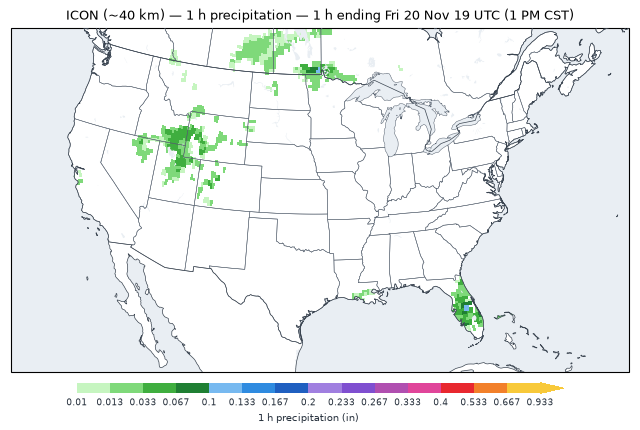 ICON (~40 km) — 1 h precipitation — 1 h ending Fri 20 Nov 19 UTC (1 PM CST)
0.01 0.013 0.033 0.067 0.1 0.133 0.167 0.2 0.233 0.267 0.333 0.4 0.533 0.667 0.933
1 h precipitation (in)